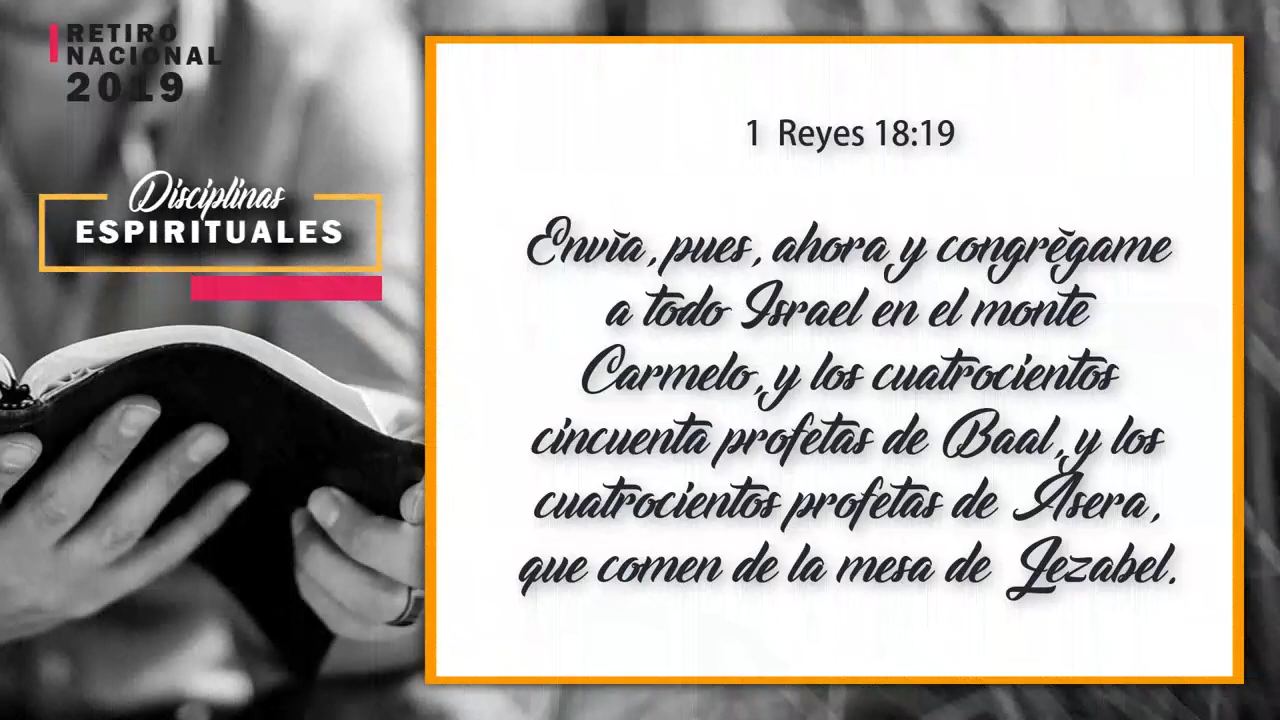 RETIRO
NACIONAL
2019
Disciplinas
ESPIRITUALES
1 Reyes 18:19
Envía, pues, ahora y congrégame
a todo Israel en el monte
Carmelo, y los cuatrocientos
cincuenta profetas de Baal, y los
cuatrocientos profetas de Asera,
que comen de la mesa de Jezabel.